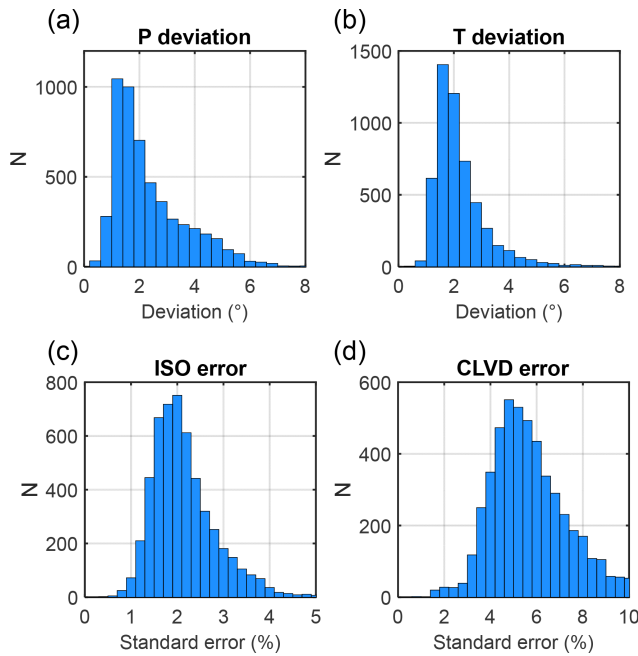 (a)
P deviation
1000
500
0
N
0 2 4 6 8
Deviation (°)
(b)
T deviation
1500
1000
500
0
N
0 2 4 6 8
Deviation (°)
(c)
ISO error
800
600
400
200
0
N
0 1 2 3 4 5
Standard error (%)
(d)
CLVD error
600
400
200
0
N
0 2 4 6 8 10
Standard error (%)